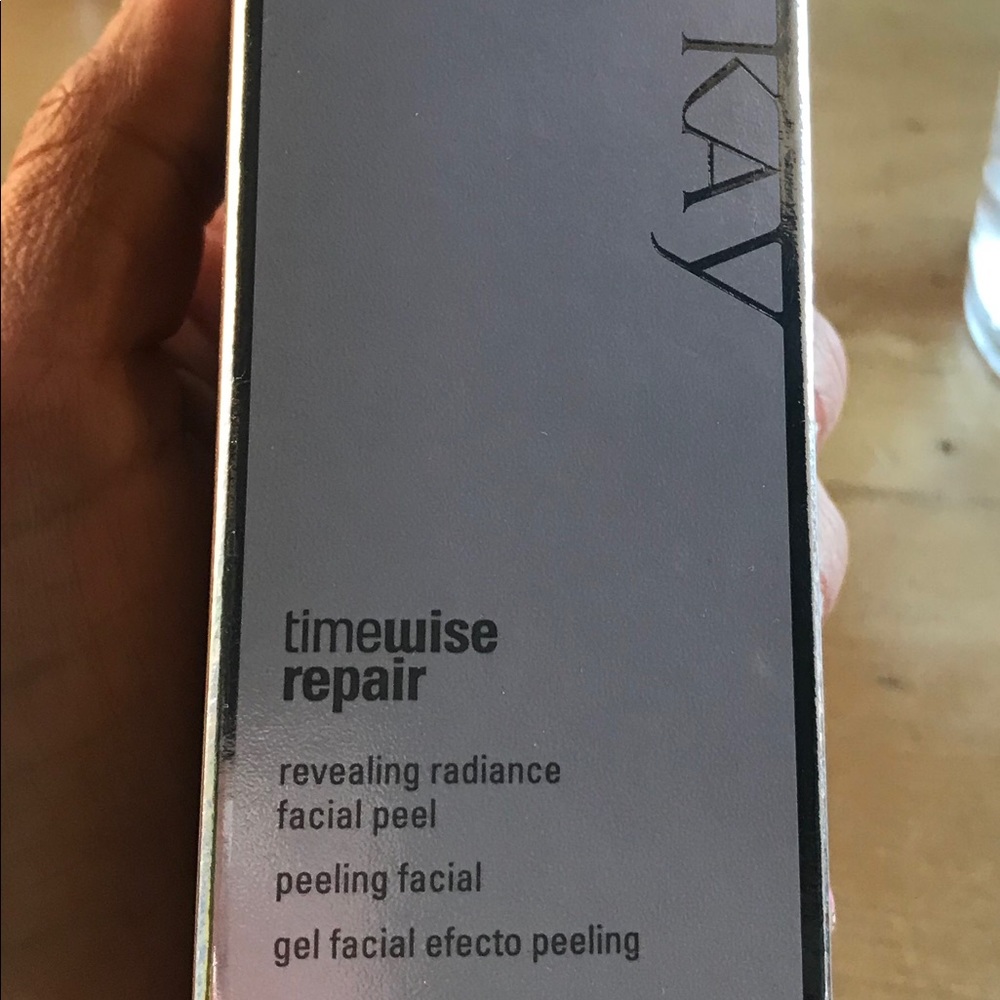 KAY
timewise
repair
revealing radiance
facial peel
peeling facial
gel facial efecto peeling